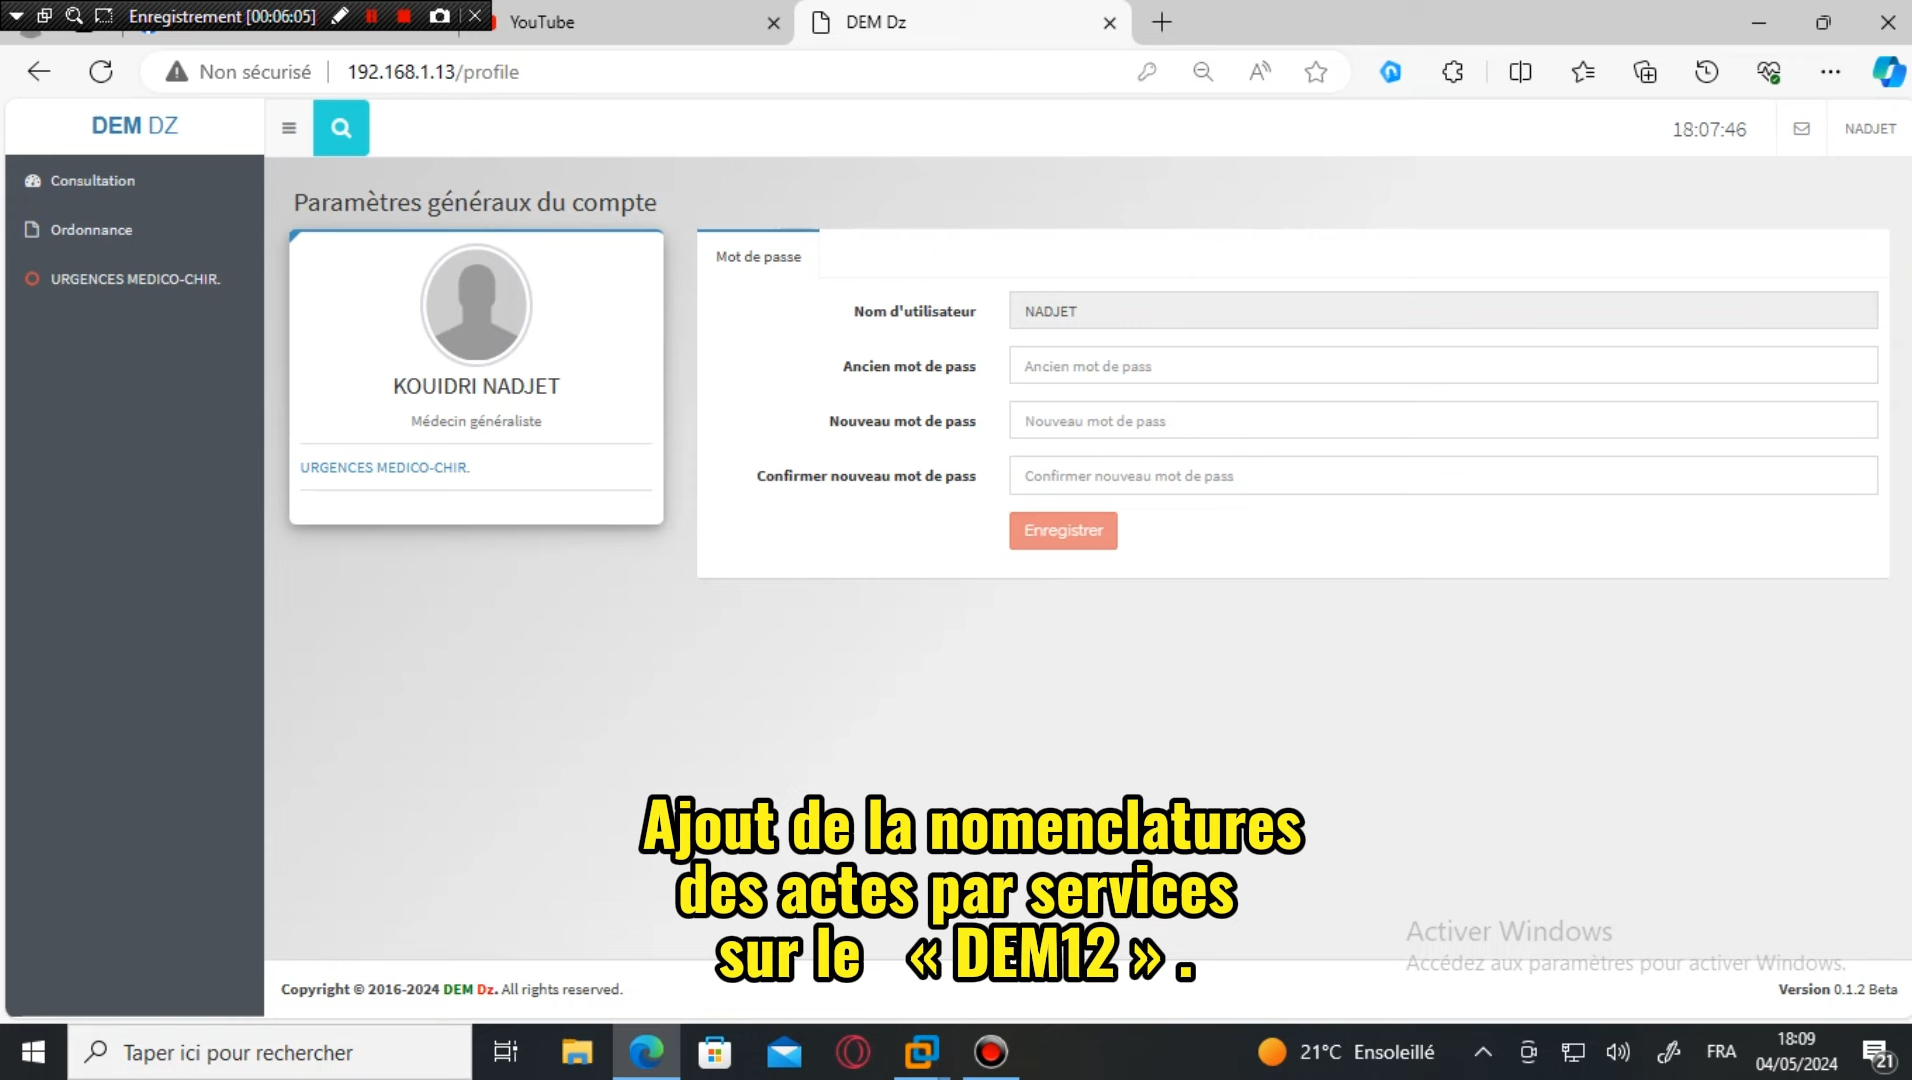 Enregistrement [00:06:05]
YouTube
DEM Dz
Non sécurisé
192.168.1.13/profile
DEM DZ
18:07:46
NADJET
Consultation
Ordonnance
URGENCES MEDICO-CHIR.
Paramètres généraux du compte
KOUIDRI NADJET
Médecin généraliste
URGENCES MEDICO-CHIR.
Mot de passe
Nom d'utilisateur
NADJET
Ancien mot de pass
Ancien mot de pass
Nouveau mot de pass
Nouveau mot de pass
Confirmer nouveau mot de pass
Confirmer nouveau mot de pass
Enregistrer
Ajout de la nomenclatures
des actes par services
sur le « DEM12 » .
Activer Windows
Accédez aux paramètres pour activer Windows.
Copyright © 2016-2024 DEM Dz. All rights reserved.
Version 0.1.2 Beta
Taper ici pour rechercher
21°C Ensoleillé
FRA
18:09
04/05/2024
21